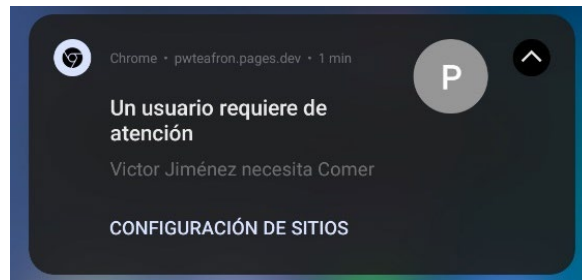 Chrome • pwteafron.pages.dev • 1 min
P
Un usuario requiere de
atención
Victor Jiménez necesita Comer
CONFIGURACIÓN DE SITIOS